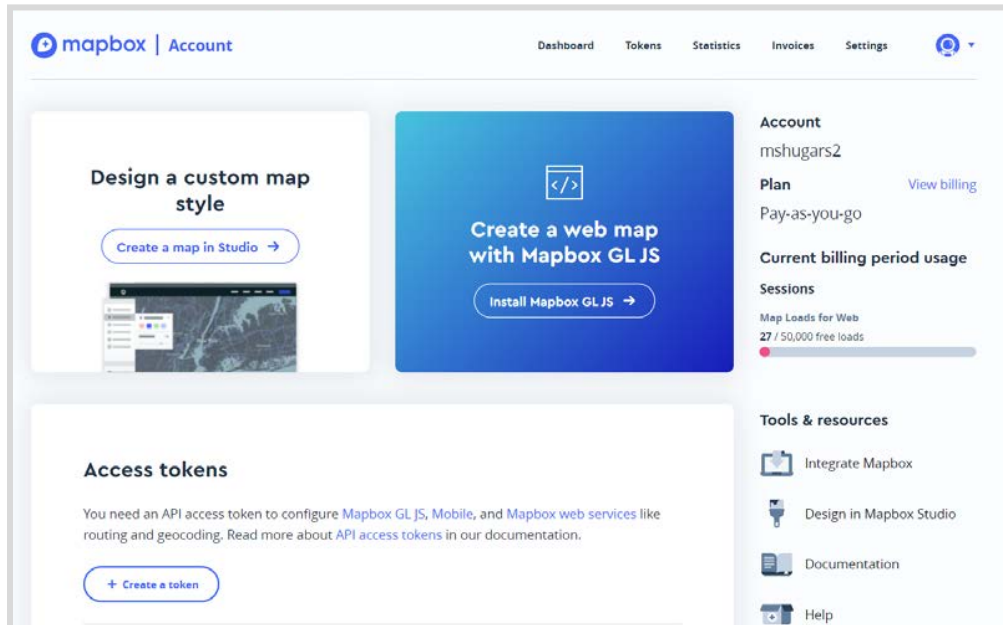 mapbox | Account
Dashboard
Tokens
Statistics
Invoices
Settings
Design a custom map
style
Create a map in Studio →
</>
Create a web map
with Mapbox GL JS
Install Mapbox GL JS →
Account
mshugars2
Plan
View billing
Pay-as-you-go
Current billing period usage
Sessions
Map Loads for Web
27 / 50,000 free loads
Access tokens
You need an API access token to configure Mapbox GL JS, Mobile, and Mapbox web services like
routing and geocoding. Read more about API access tokens in our documentation.
+ Create a token
Tools & resources
Integrate Mapbox
Design in Mapbox Studio
Documentation
Help